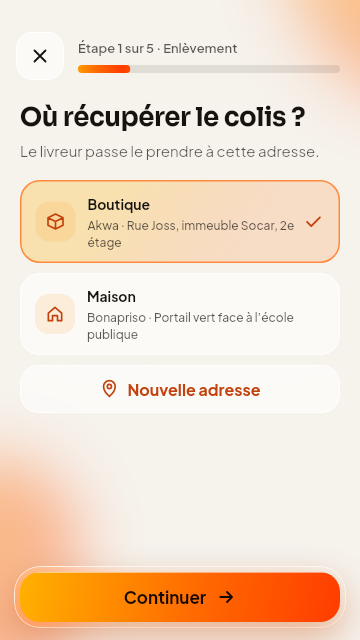 Étape 1 sur 5 · Enlèvement
Où récupérer le colis ?
Le livreur passe le prendre à cette adresse.
Boutique
Akwa · Rue Joss, immeuble Socar, 2e
étage
Maison
Bonapriso · Portail vert face à l'école
publique
Nouvelle adresse
Continuer